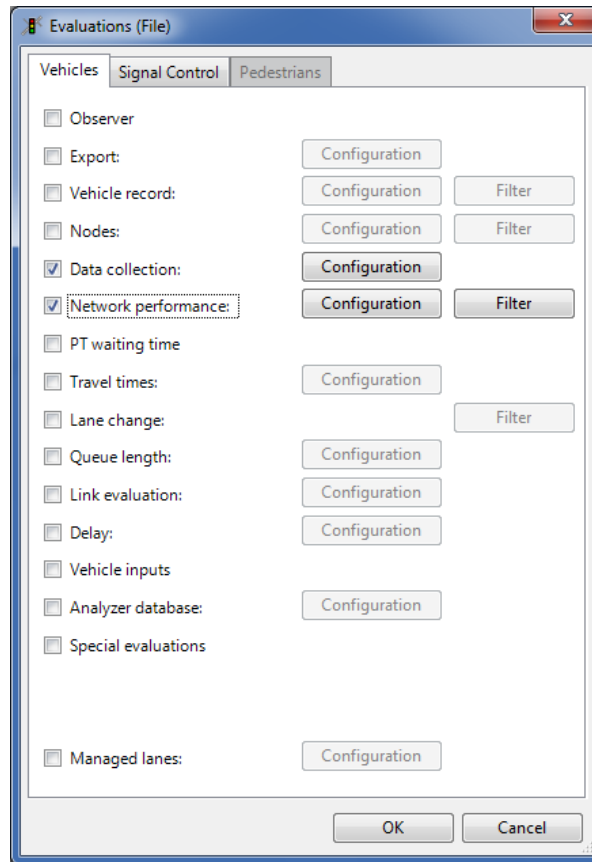 Evaluations (File)
Vehicles Signal Control Pedestrians
Observer
Export: Configuration
Vehicle record: Configuration Filter
Nodes: Configuration Filter
Data collection: Configuration
Network performance: Configuration Filter
PT waiting time
Travel times: Configuration
Lane change: Filter
Queue length: Configuration
Link evaluation: Configuration
Delay: Configuration
Vehicle inputs
Analyzer database: Configuration
Special evaluations
Managed lanes: Configuration
OK Cancel